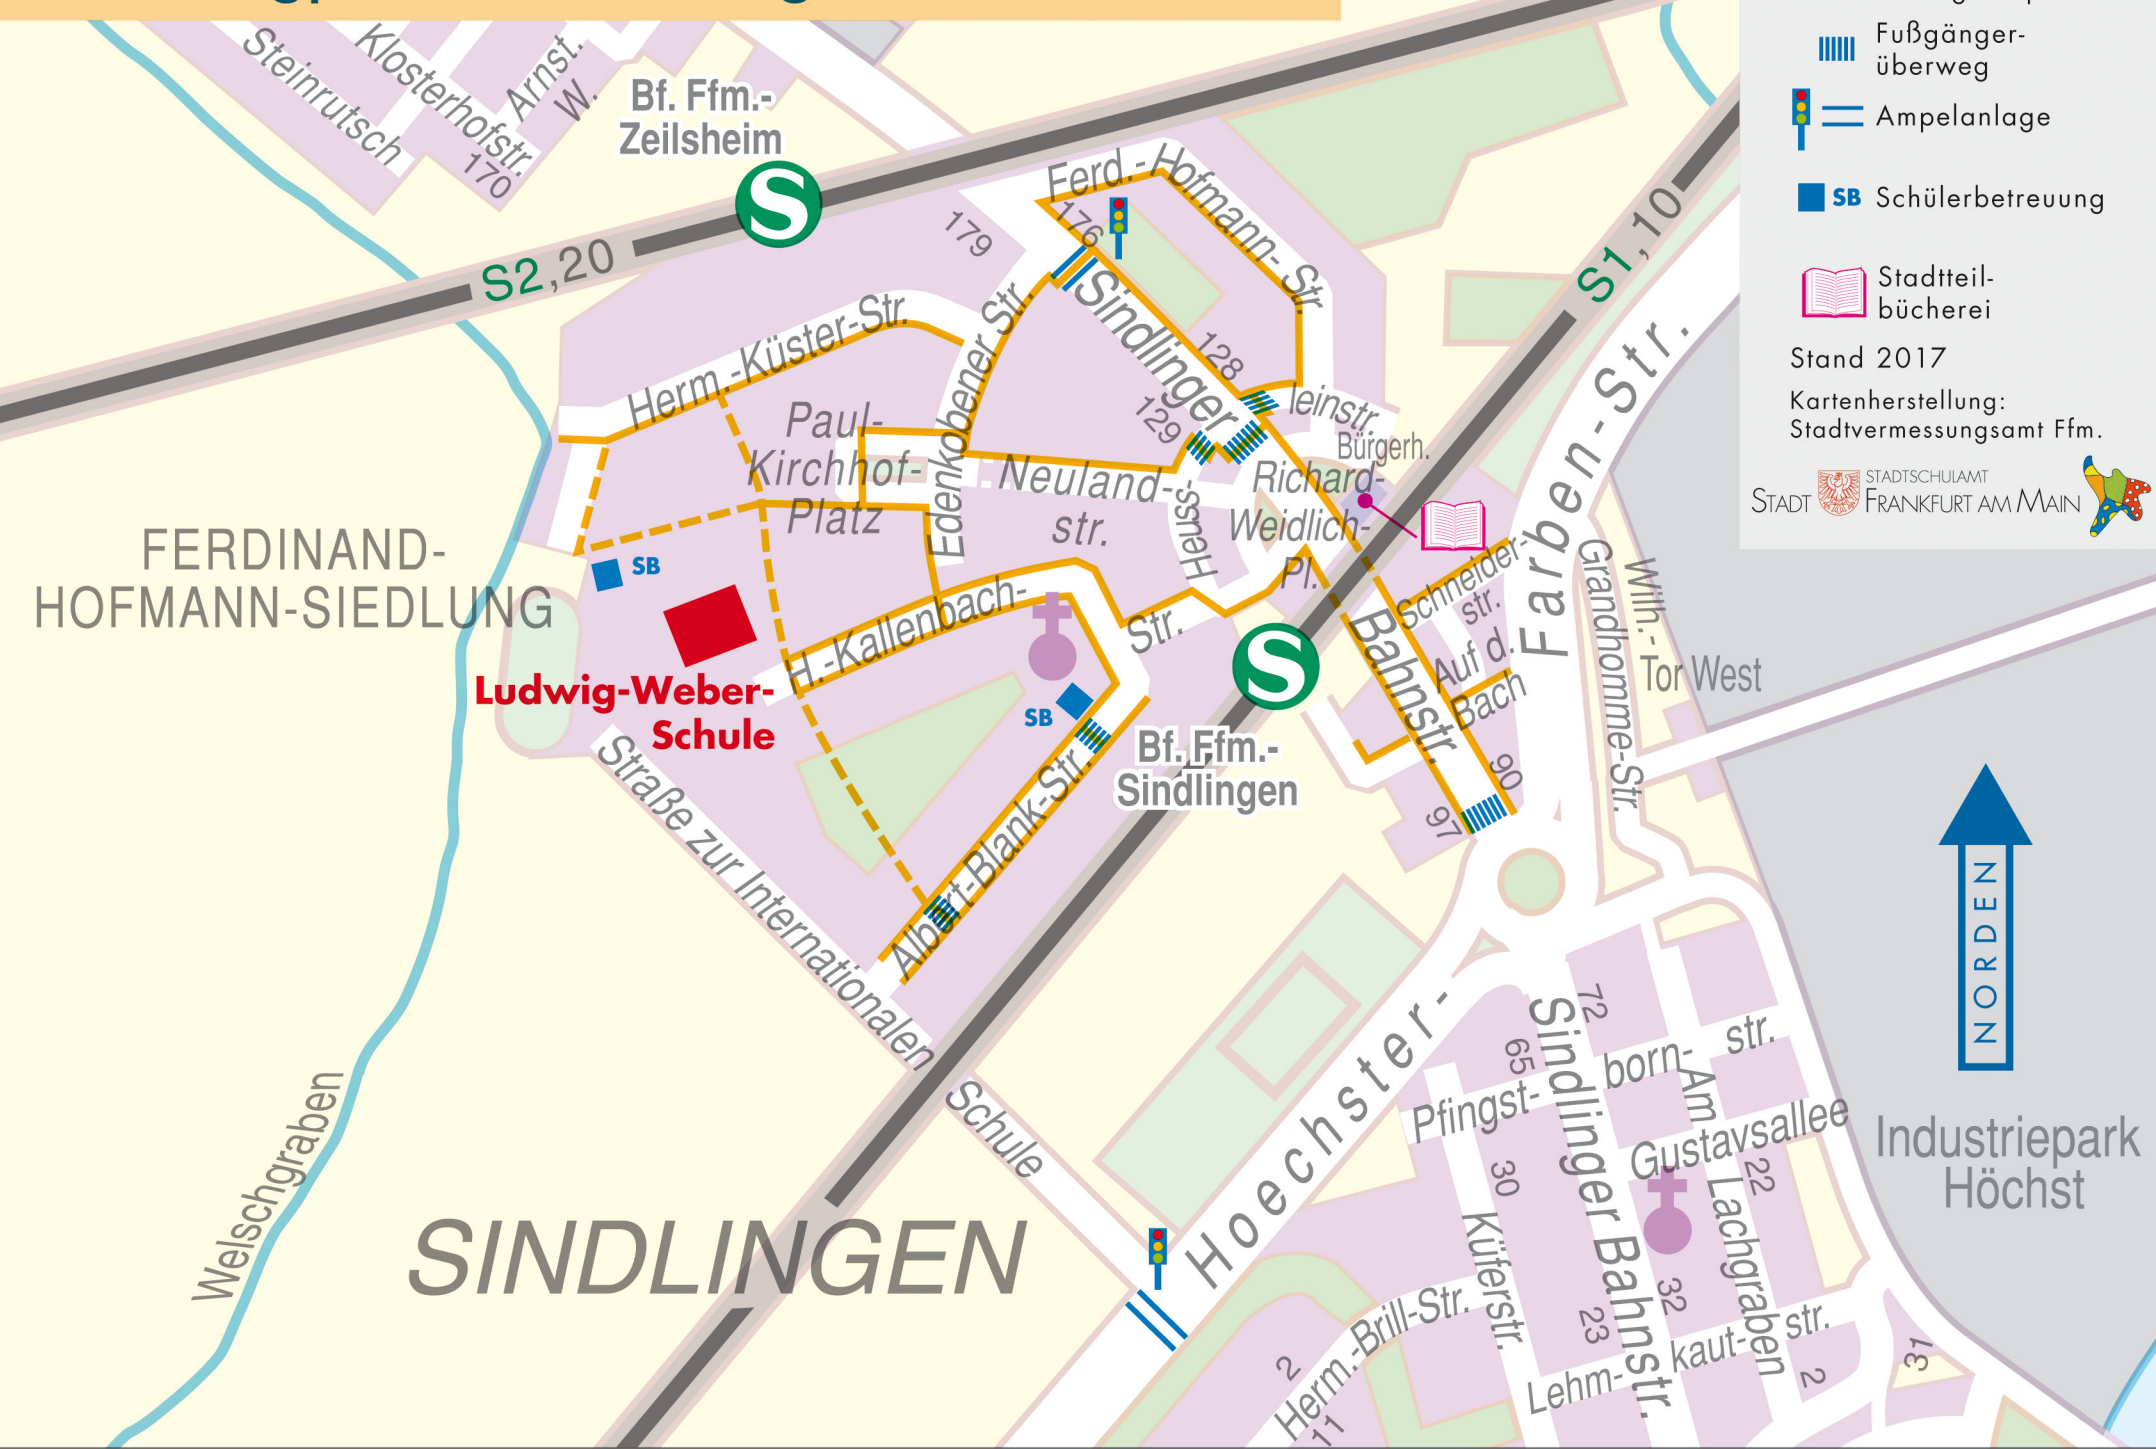 Steinrutsch
Klosterhofstr.
170
Arnst.
W.
Bf. Ffm.-
Zeilsheim
S
S2,20
179
Ferd.-Hofmann-Str.
176
Sindlinger
128
129
Herm.-Küster-Str.
Edenkobener Str.
Paul-
Kirchhof-
Platz
Neuland-
str.
Heuss-
leinstr.
Bürgerh.
Richard-
Weidlich-
Pl.
S1,10
Farben-Str.
FERDINAND-
HOFMANN-SIEDLUNG
SB
Ludwig-Weber-
Schule
H.-Kallenbach-
Str.
SB
Albert-Blank-Str.
S
Bf. Ffm.-
Sindlingen
Bahnstr.
Schneider-
str.
Auf d.
Bach
90
97
Grandhomme-Str.
Wilh.-
Tor West
Straße zur Internationalen
Schule
Welschgraben
SINDLINGEN
Hoechster-
72
65
Sindlinger Bahnstr.
Pfingst-
born-
str.
Am Lachgraben
Gustavsallee
22
30
Küferstr.
32
23
Herm.-Brill-Str.
2
11
Lehm-
kaut-
str.
2
31
Industriepark
Höchst
NORDEN
Fußgänger-
überweg
Ampelanlage
SB Schülerbetreuung
Stadtteil-
bücherei
Stand 2017
Kartenherstellung:
Stadtvermessungsamt Ffm.
STADTSCHULAMT
STADT FRANKFURT AM MAIN